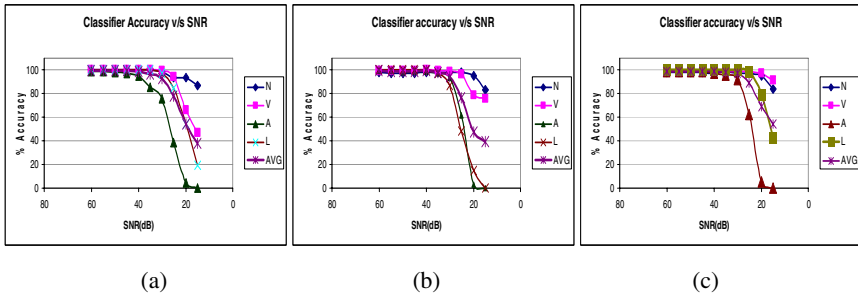 Classifier Accuracy v/s SNR
% Accuracy
100
80
60
40
20
0
80 60 40 20 0
SNR(dB)
N
V
A
L
AVG
(a)
Classifier accuracy v/s SNR
% Accuracy
100
80
60
40
20
0
80 60 40 20 0
SNR(dB)
N
V
A
L
AVG
(b)
Classifier accuracy v/s SNR
% Accuracy
100
80
60
40
20
0
80 60 40 20 0
SNR(dB)
N
V
A
L
AVG
(c)